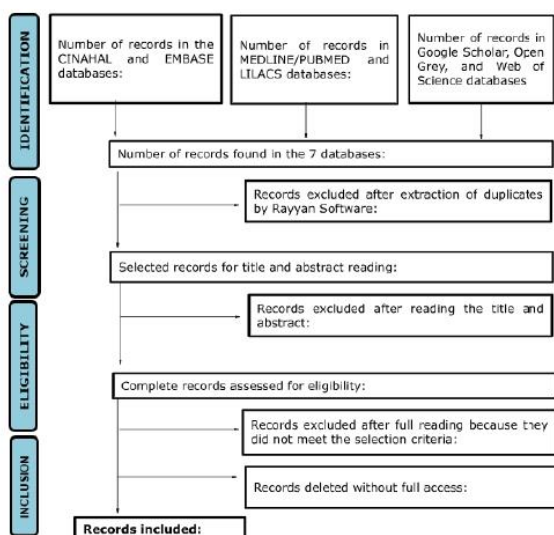 IDENTIFICATION
Number of records in the
CINAHAL and EMBASE
databases:
Number of records in
MEDLINE/PUBMED and
LILACS databases:
Number of records in
Google Scholar, Open
Grey, and Web of
Science databases
Number of records found in the 7 databases:
SCREENING
Records excluded after extraction of duplicates
by Rayyan Software:
Selected records for title and abstract reading:
ELIGIBILITY
Records excluded after reading the title and
abstract:
Complete records assessed for eligibility:
INCLUSION
Records excluded after full reading because they
did not meet the selection criteria:
Records deleted without full access:
Records included: